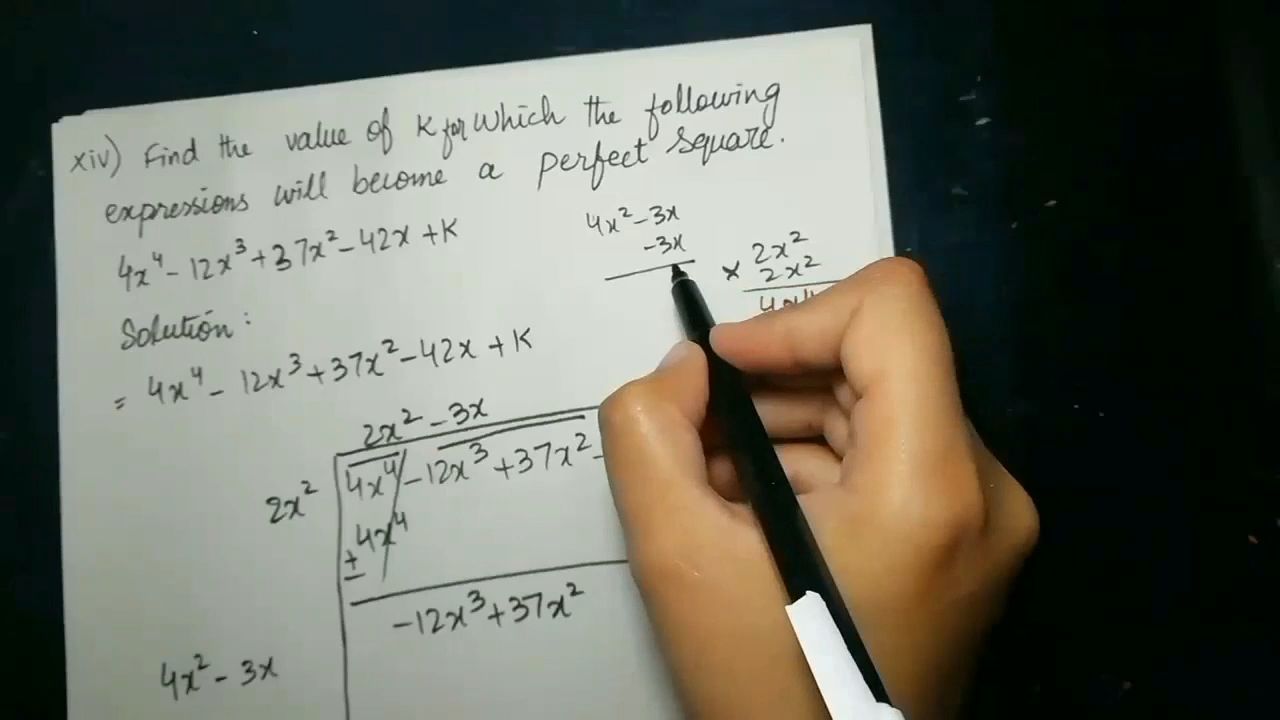 xiv) Find the value of K for which the following
expressions will become a perfect square.
4x⁴ - 12x³ + 37x² - 42x + K
Solution:
= 4x⁴ - 12x³ + 37x² - 42x + K
4x² - 3x
-3x
2x²
× 2x²
2x² - 3x
2x² 4x⁴ - 12x³ + 37x² -
± 4x⁴
-12x³ + 37x²
4x² - 3x